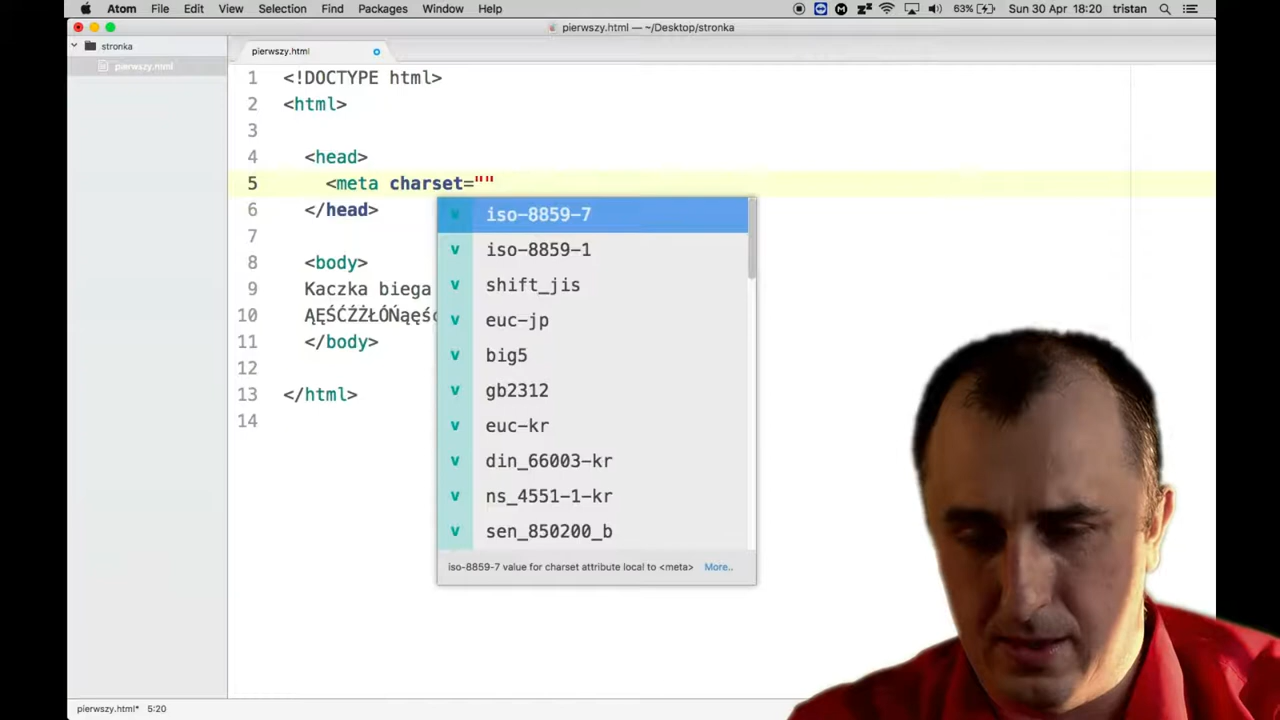 Atom File Edit View Selection Find Packages Window Help 63% Sun 30 Apr 18:20 tristan
pierwszy.html — ~/Desktop/stronka
stronka
pierwszy.html
pierwszy.html
1 <!DOCTYPE html>
2 <html>
3
4 <head>
5 <meta charset=""
6 </head>
7
8 <body>
9 Kaczka biega
10 ĄĘŚĆŹŻŁÓŃąęść
11 </body>
12
13 </html>
14
v iso-8859-7
v iso-8859-1
v shift_jis
v euc-jp
v big5
v gb2312
v euc-kr
v din_66003-kr
v ns_4551-1-kr
v sen_850200_b
iso-8859-7 value for charset attribute local to <meta> More..
pierwszy.html* 5:20